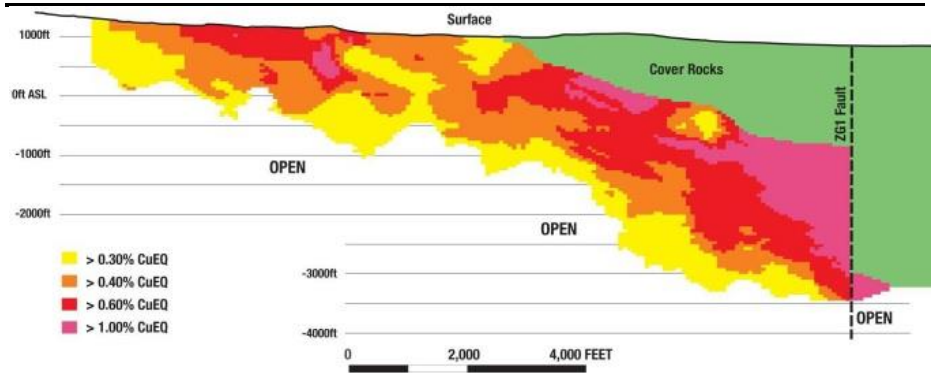 Surface
1000ft
Cover Rocks
0ft ASL
ZG1 Fault
-1000ft
OPEN
-2000ft
OPEN
> 0.30% CuEQ
> 0.40% CuEQ
-3000ft
> 0.60% CuEQ
OPEN
> 1.00% CuEQ
-4000ft
0 2,000 4,000 FEET